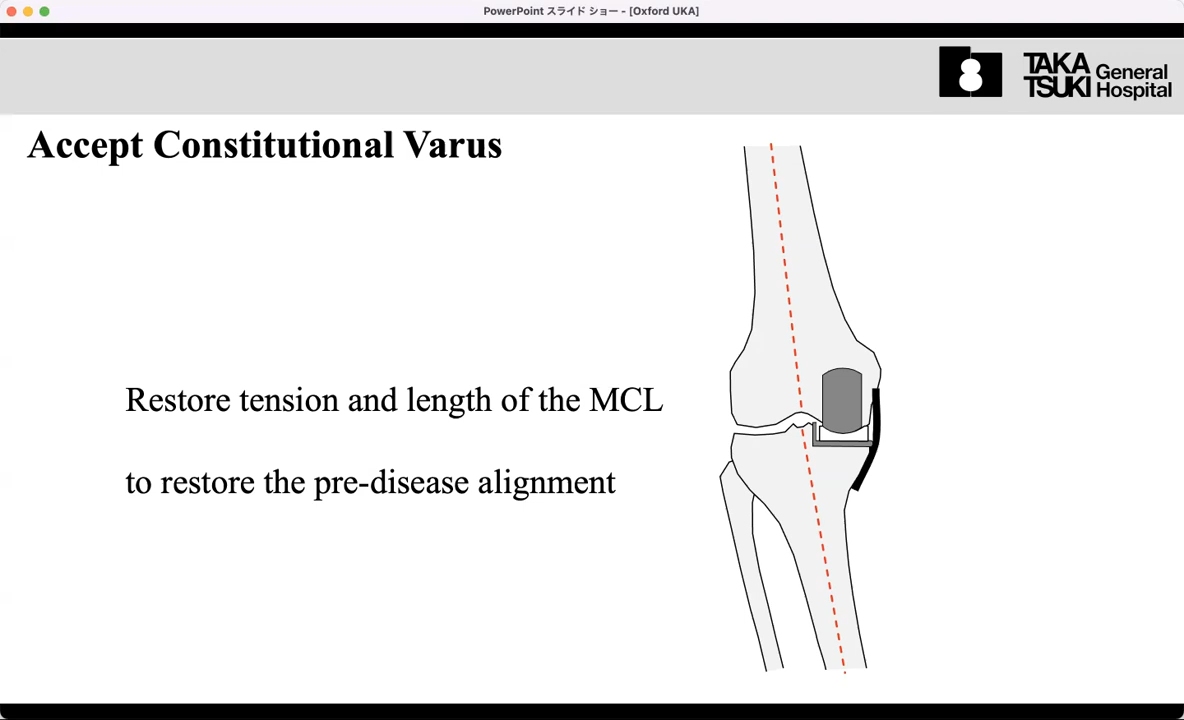 PowerPoint スライド ショー - [Oxford UKA]
TAKA
TSUKI
General
Hospital
Accept Constitutional Varus
Restore tension and length of the MCL
to restore the pre-disease alignment